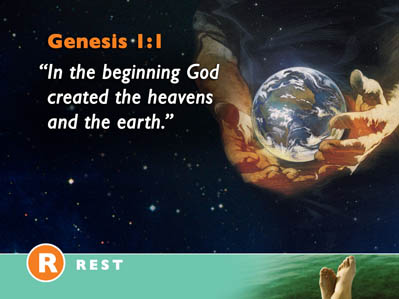 Genesis 1:1
“In the beginning God
created the heavens
and the earth.”
R REST